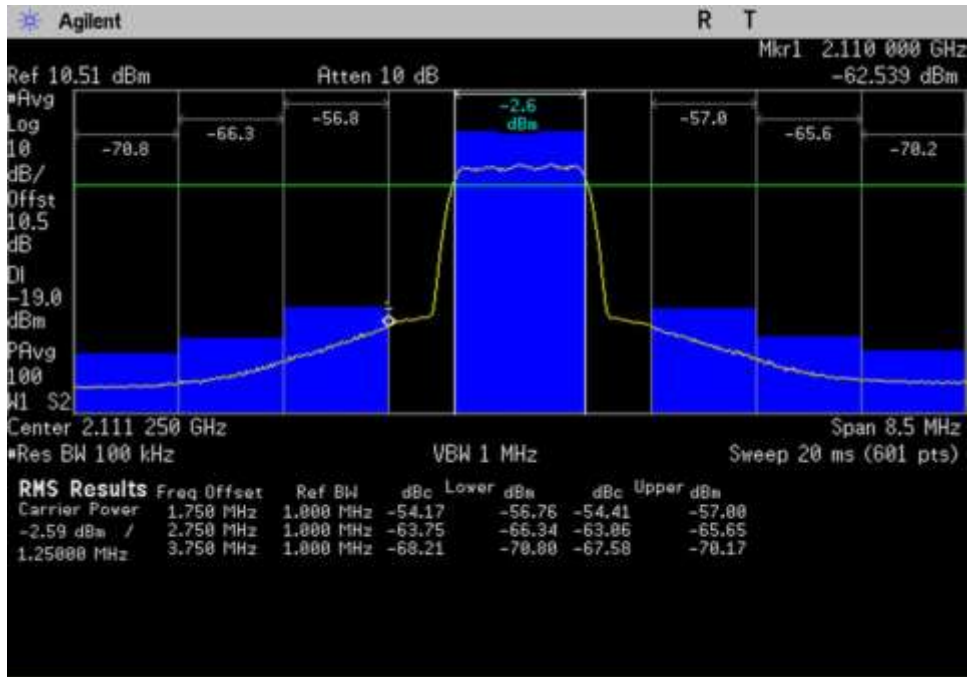 Agilent R T
Mkr1 2.110 000 GHz
Ref 10.51 dBm Atten 10 dB -62.539 dBm
#Avg
Log
10
dB/
Offst
10.5
dB
DI
-19.0
dBm
PAvg
100
W1 S2
-70.8 -66.3 -56.8 -2.6 -57.0 -65.6 -70.2
dBm
1
Center 2.111 250 GHz Span 8.5 MHz
#Res BW 100 kHz VBW 1 MHz Sweep 20 ms (601 pts)
RMS Results Freq Offset Ref BW dBc Lower dBm dBc Upper dBm
Carrier Power 1.750 MHz 1.000 MHz -54.17 -56.76 -54.41 -57.00
-2.59 dBm / 2.750 MHz 1.000 MHz -63.75 -66.34 -63.06 -65.65
1.25000 MHz 3.750 MHz 1.000 MHz -68.21 -70.80 -67.58 -70.17